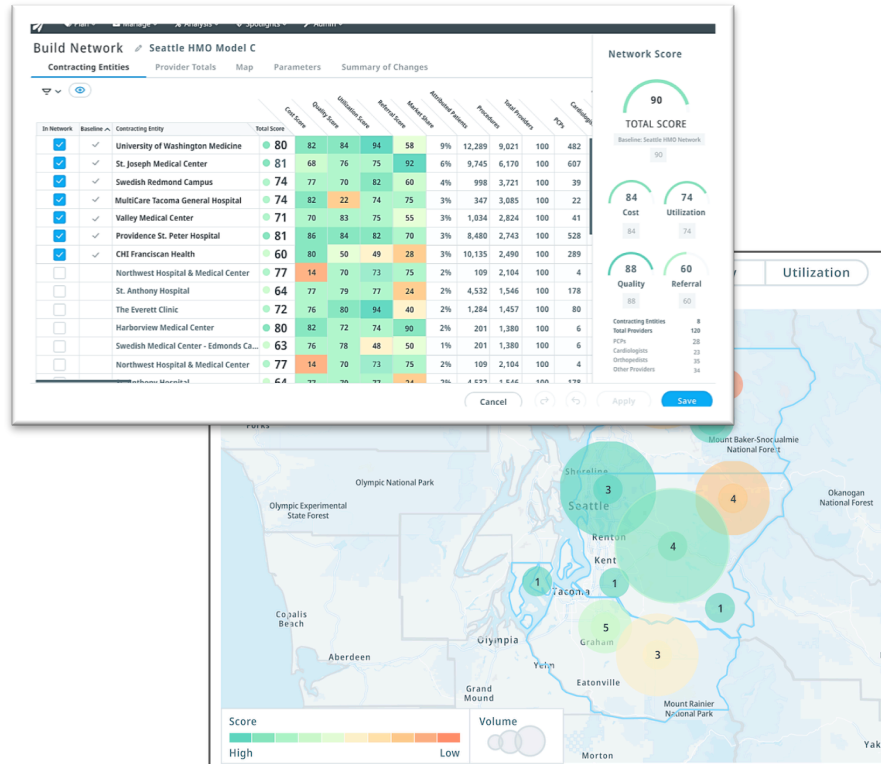 Plan Manage Analysis Spotlights Admin
Build Network Seattle HMO Model C
Contracting Entities Provider Totals Map Parameters Summary of Changes
In Network Baseline Contracting Entity Total Score Cost Score Quality Score Utilization Score Referral Score Market Share Attributed Patients Procedures Total Providers PCPs
University of Washington Medicine 80 82 84 94 58 9% 12,289 9,021 100 482
St. Joseph Medical Center 81 68 76 75 92 6% 9,745 6,170 100 607
Swedish Redmond Campus 74 77 70 82 60 4% 998 3,721 100 39
MultiCare Tacoma General Hospital 74 82 22 74 75 3% 347 3,085 100 22
Valley Medical Center 71 70 83 75 55 3% 1,034 2,824 100 41
Providence St. Peter Hospital 81 86 84 82 70 3% 8,480 2,743 100 528
CHI Franciscan Health 60 80 50 49 28 3% 10,135 2,490 100 289
Northwest Hospital & Medical Center 77 14 70 73 75 2% 109 2,104 100 4
St. Anthony Hospital 64 77 79 77 24 2% 4,532 1,546 100 178
The Everett Clinic 72 76 80 94 40 2% 1,284 1,457 100 80
Harborview Medical Center 80 82 72 74 90 2% 201 1,380 100 6
Swedish Medical Center - Edmonds Ca... 63 76 78 48 50 1% 201 1,380 100 6
Northwest Hospital & Medical Center 77 14 70 73 75 2% 109 2,104 100 4
Cancel Apply Save
Network Score
90
TOTAL SCORE
Baseline: Seattle HMO Network
90
84 74
Cost Utilization
84 74
88 60
Quality Referral
88 60
Contracting Entities 8
Total Providers 120
PCPs 28
Cardiologists 23
Orthopedists 35
Other Providers 34
Utilization
Mount Baker-Snoqualmie
National Forest
Olympic National Park
Olympic Experimental
State Forest
Okanogan
National Forest
Shoreline
Seattle
Renton
Kent
Tacoma
3
4
4
1
1
1
5
3
Copalis
Beach
Olympia
Graham
Aberdeen
Yelm
Eatonville
Grand
Mound
Mount Rainier
National Park
Morton
Score
High Low
Volume